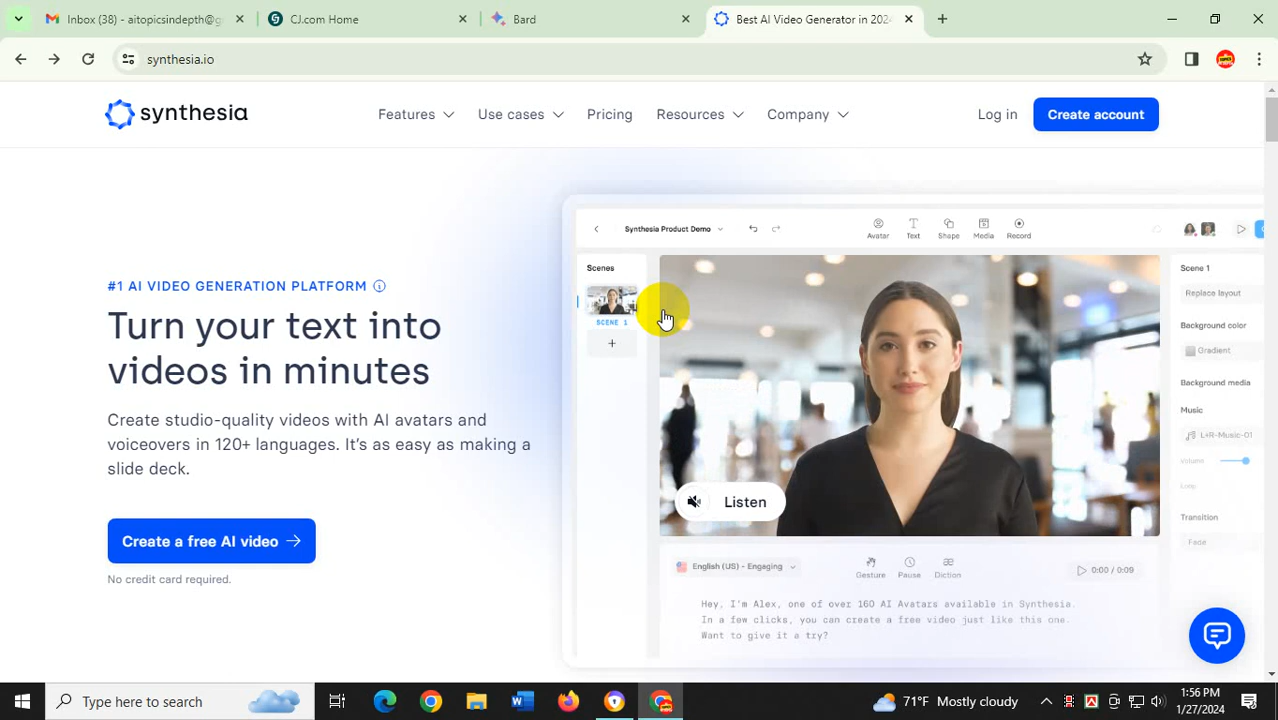 Inbox (38) - aitopicsindepth@g
CJ.com Home
Bard
Best AI Video Generator in 2024
synthesia.io
synthesia
Features
Use cases
Pricing
Resources
Company
Log in
Create account
#1 AI VIDEO GENERATION PLATFORM
Turn your text into
videos in minutes
Create studio-quality videos with AI avatars and
voiceovers in 120+ languages. It's as easy as making a
slide deck.
Create a free AI video
No credit card required.
Synthesia Product Demo
Avatar
Text
Shape
Media
Record
Scenes
SCENE 1
Listen
English (US) - Engaging
Gesture
Pause
Diction
0:00 / 0:09
Hey, I'm Alex, one of over 160 AI Avatars available in Synthesia.
In a few clicks, you can create a free video just like this one.
Want to give it a try?
Scene 1
Replace layout
Background color
Gradient
Background media
Music
L+R-Music-01
Volume
Loop
Transition
Fade
Type here to search
71°F Mostly cloudy
1:56 PM
1/27/2024